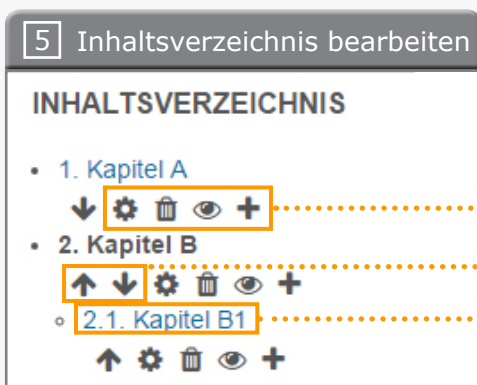 5 Inhaltsverzeichnis bearbeiten
INHALTSVERZEICHNIS
1. Kapitel A
2. Kapitel B
2.1. Kapitel B1